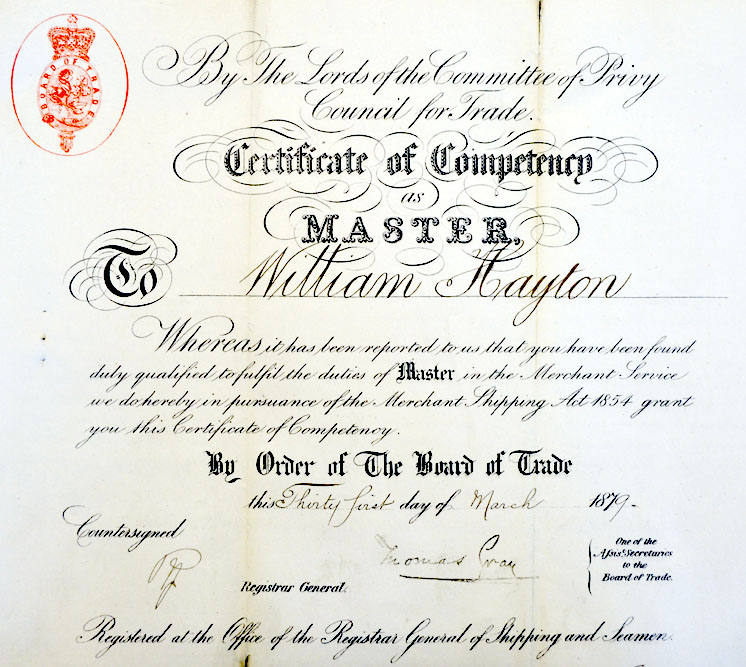 BOARD OF TRADE
By The Lords of the Committee of Privy
Council for Trade.
Certificate of Competency
as
MASTER,
To William Hayton
Whereas it has been reported to us that you have been found
duly qualified to fulfil the duties of Master in the Merchant Service
we do hereby in pursuance of the Merchant Shipping Act 1854 grant
you this Certificate of Competency.
By Order of The Board of Trade
this Thirty first day of March 1879-
Countersigned
Thomas Gray
One of the
Assist. Secretaries
to the
Board of Trade.
Registrar General.
Registered at the Office of the Registrar General of Shipping and Seamen